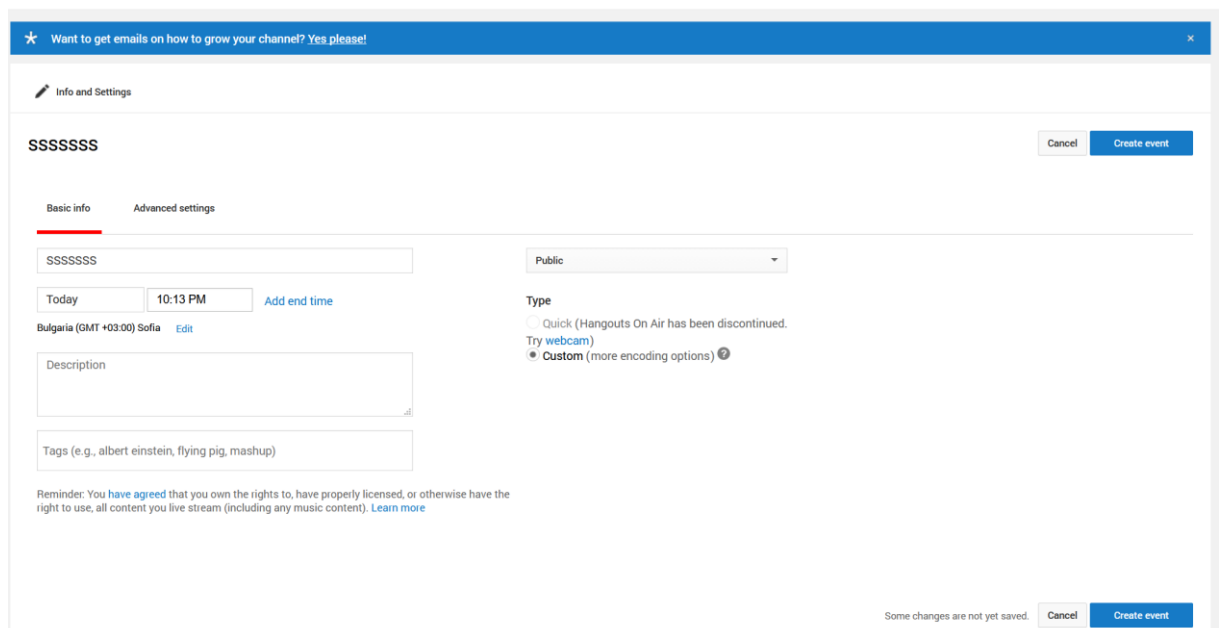 Want to get emails on how to grow your channel? Yes please! ×
Info and Settings
SSSSSSS
Cancel Create event
Basic info Advanced settings
SSSSSSS
Public
Today 10:13 PM Add end time
Type
Bulgaria (GMT +03:00) Sofia Edit
Quick (Hangouts On Air has been discontinued.
Try webcam)
Custom (more encoding options) ?
Description
Tags (e.g., albert einstein, flying pig, mashup)
Reminder: You have agreed that you own the rights to, have properly licensed, or otherwise have the
right to use, all content you live stream (including any music content). Learn more
Some changes are not yet saved. Cancel Create event